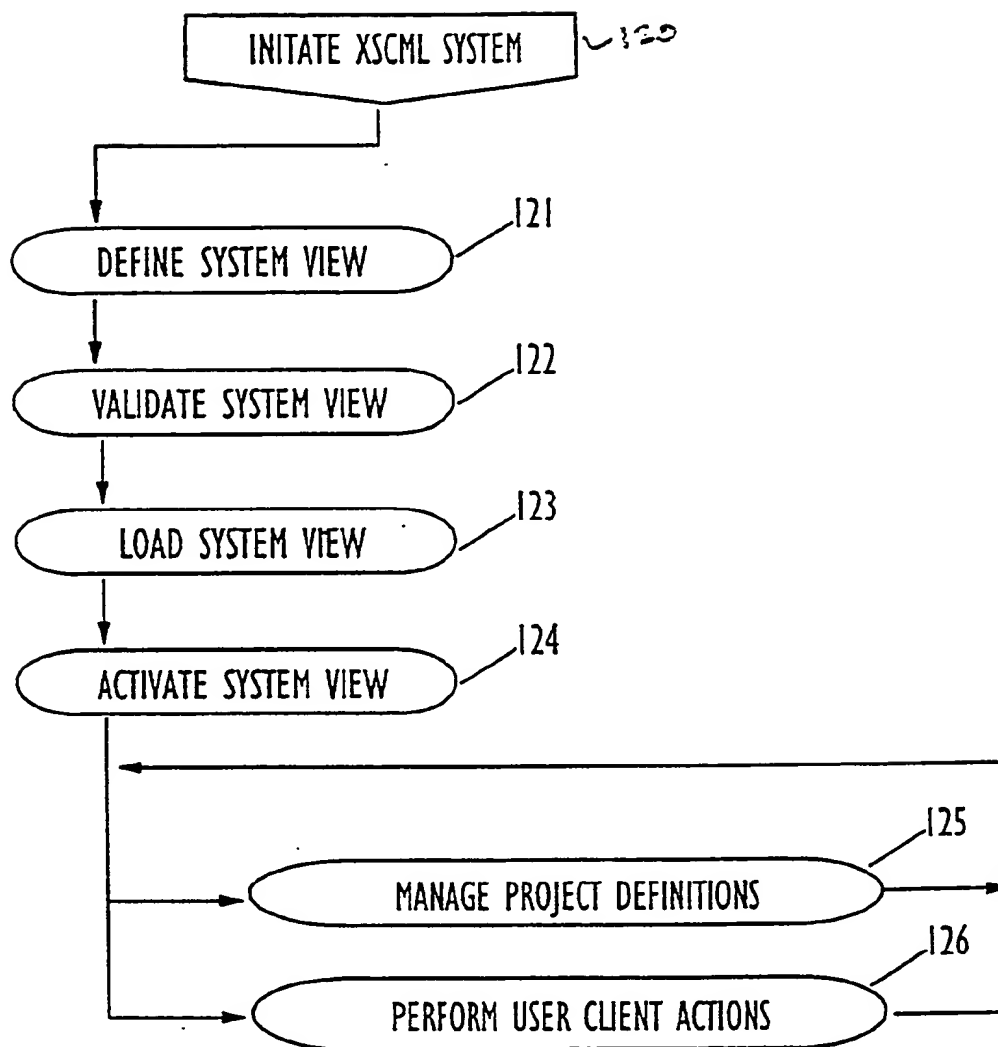 INITATE XSCML SYSTEM 120
DEFINE SYSTEM VIEW 121
VALIDATE SYSTEM VIEW 122
LOAD SYSTEM VIEW 123
ACTIVATE SYSTEM VIEW 124
MANAGE PROJECT DEFINITIONS 125
PERFORM USER CLIENT ACTIONS 126